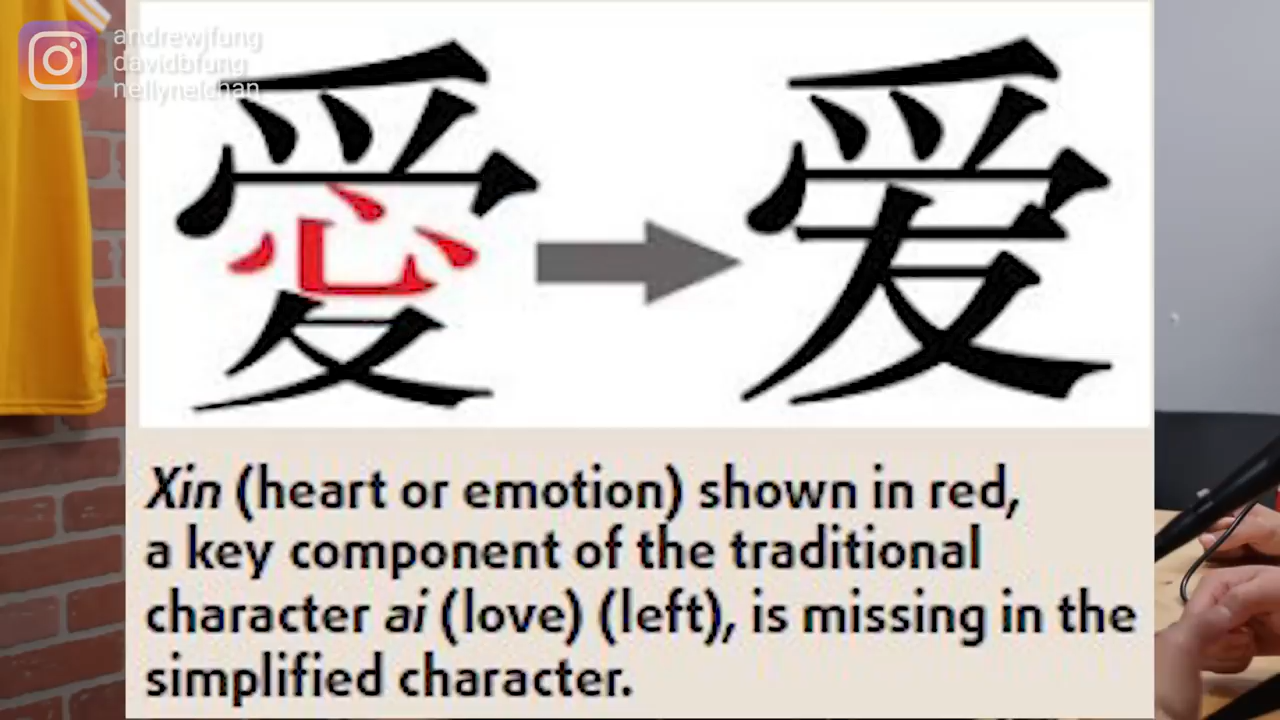 andrewjfung
davidbfung
nellynelchan
愛 爱
Xin (heart or emotion) shown in red,
a key component of the traditional
character ai (love) (left), is missing in the
simplified character.